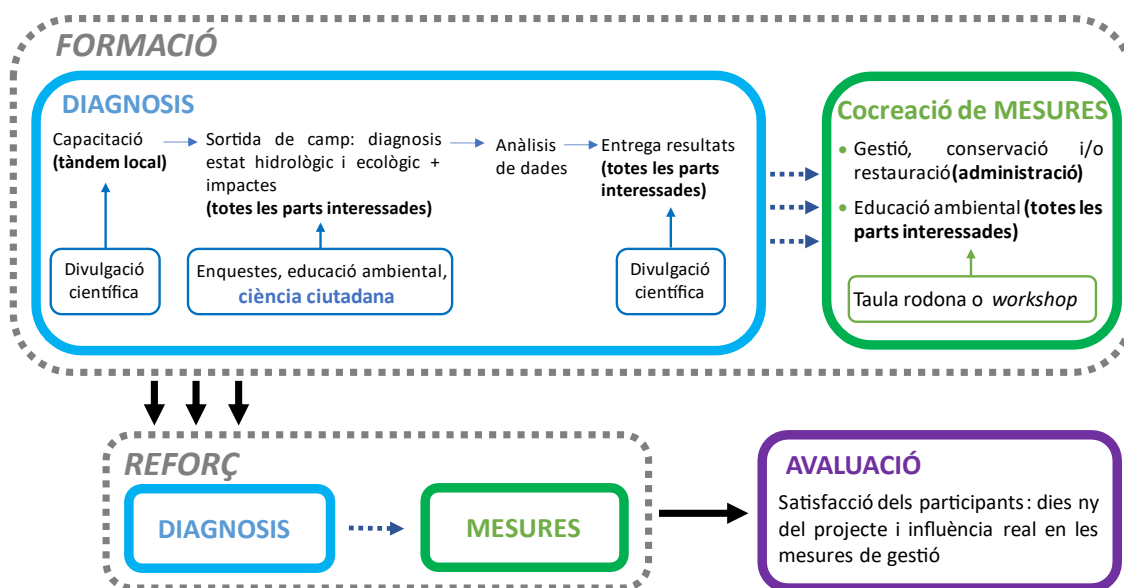 FORMACIÓ
DIAGNOSIS
Capacitació
(tàndem local)
Sortida de camp: diagnosis
estat hidrològic i ecològic +
impactes
(totes les parts interessades)
Anàlisis
de dades
Entrega resultats
(totes les parts
interessades)
Divulgació
científica
Enquestes, educació ambiental,
ciència ciutadana
Divulgació
científica
Cocreació de MESURES
• Gestió, conservació i/o
restauració(administració)
• Educació ambiental (totes les
parts interessades)
Taula rodona o workshop
REFORÇ
DIAGNOSIS
MESURES
AVALUACIÓ
Satisfacció dels participants: dies ny
del projecte i influència real en les
mesures de gestió